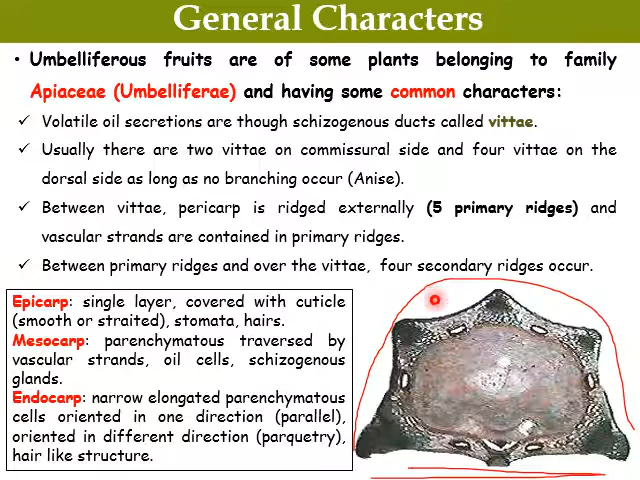 General Characters
• Umbelliferous fruits are of some plants belonging to family
Apiaceae (Umbelliferae) and having some common characters:
✓ Volatile oil secretions are though schizogenous ducts called vittae.
✓ Usually there are two vittae on commissural side and four vittae on the
dorsal side as long as no branching occur (Anise).
✓ Between vittae, pericarp is ridged externally (5 primary ridges) and
vascular strands are contained in primary ridges.
✓ Between primary ridges and over the vittae, four secondary ridges occur.
Epicarp: single layer, covered with cuticle
(smooth or straited), stomata, hairs.
Mesocarp: parenchymatous traversed by
vascular strands, oil cells, schizogenous
glands.
Endocarp: narrow elongated parenchymatous
cells oriented in one direction (parallel),
oriented in different direction (parquetry),
hair like structure.